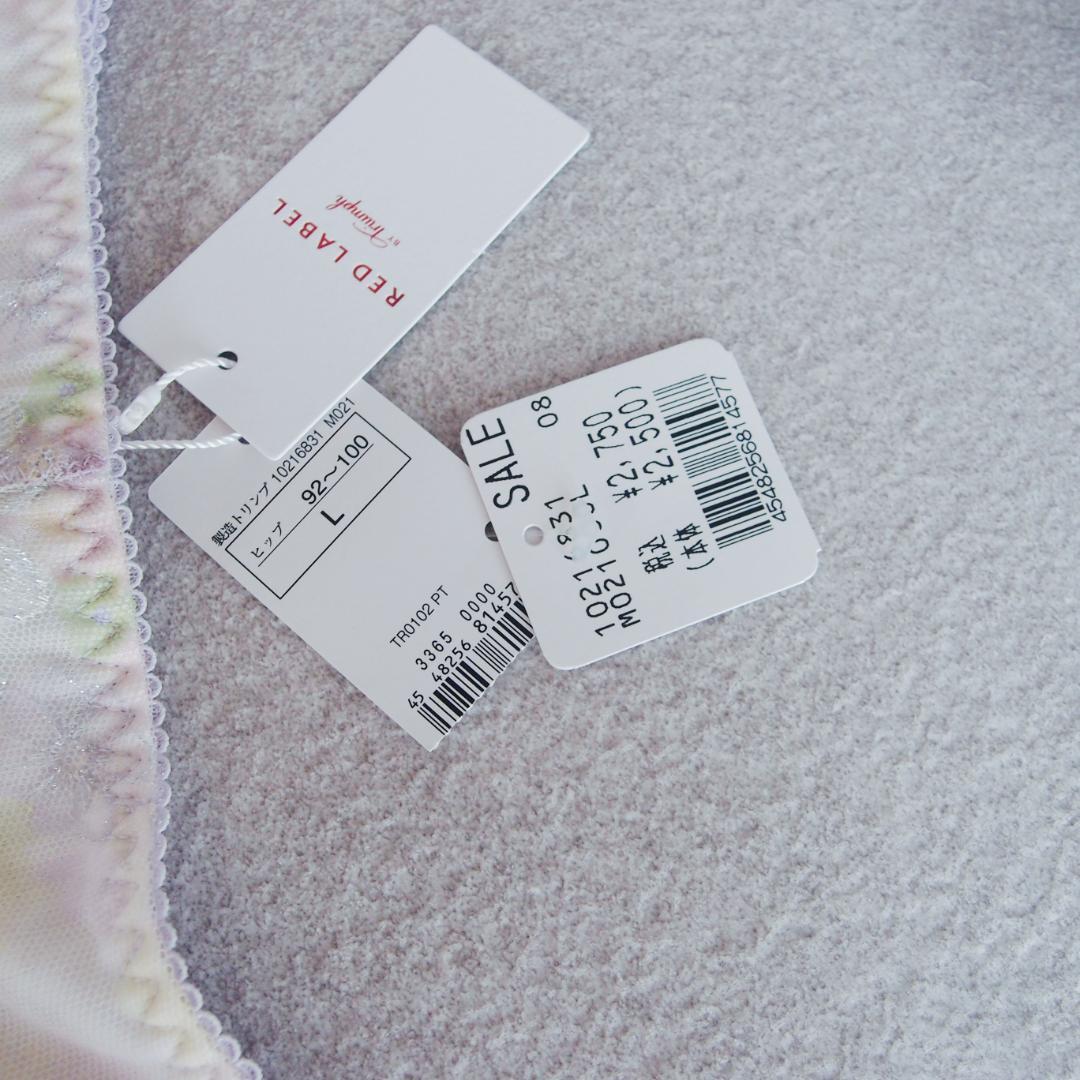 RED LABEL
BY Triumph
製造トリンプ 10216831 M021
ヒップ 92〜100
L
TR0102 PT
3365 0000
45 48256 81457
SALE
08
M021
税込 ¥2,750
(本体 ¥2,500)
4548256814577